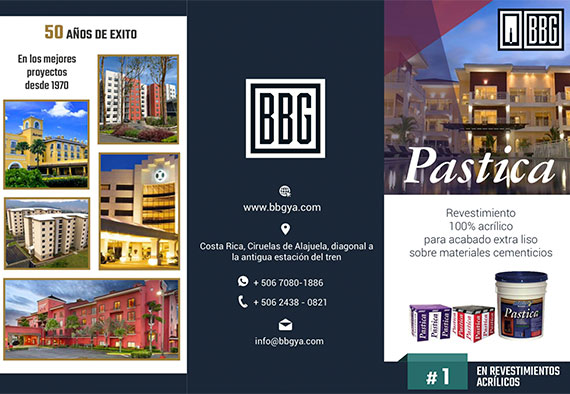 50 AÑOS DE EXITO
En los mejores
proyectos
desde 1970
BBG
www.bbgya.com
Costa Rica, Ciruelas de Alajuela, diagonal a
la antigua estación del tren
+ 506 7080-1886
+ 506 2438 - 0821
info@bbgya.com
BBG
Pastica
Revestimiento
100% acrílico
para acabado extra liso
sobre materiales cementicios
Pastica
Pastica
Pastica
# 1
EN REVESTIMIENTOS
ACRÍLICOS